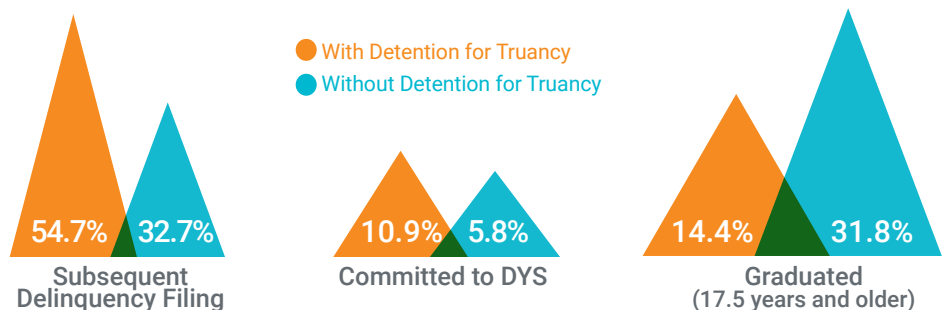 With Detention for Truancy
Without Detention for Truancy
54.7% 32.7%
Subsequent
Delinquency Filing
10.9% 5.8%
Committed to DYS
14.4% 31.8%
Graduated
(17.5 years and older)